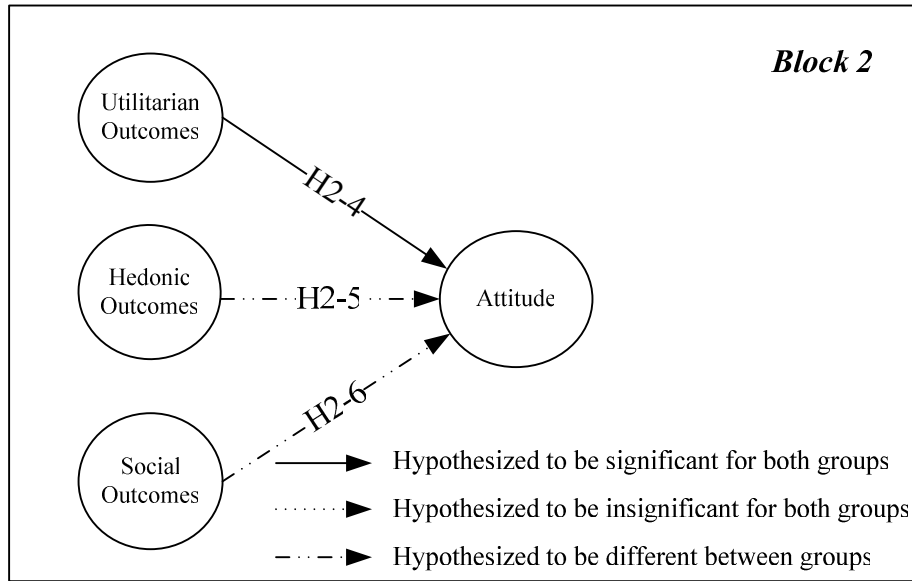 Block 2
Utilitarian
Outcomes
H2-4
Hedonic
Outcomes
H2-5
Attitude
H2-6
Social
Outcomes
Hypothesized to be significant for both groups
Hypothesized to be insignificant for both groups
Hypothesized to be different between groups